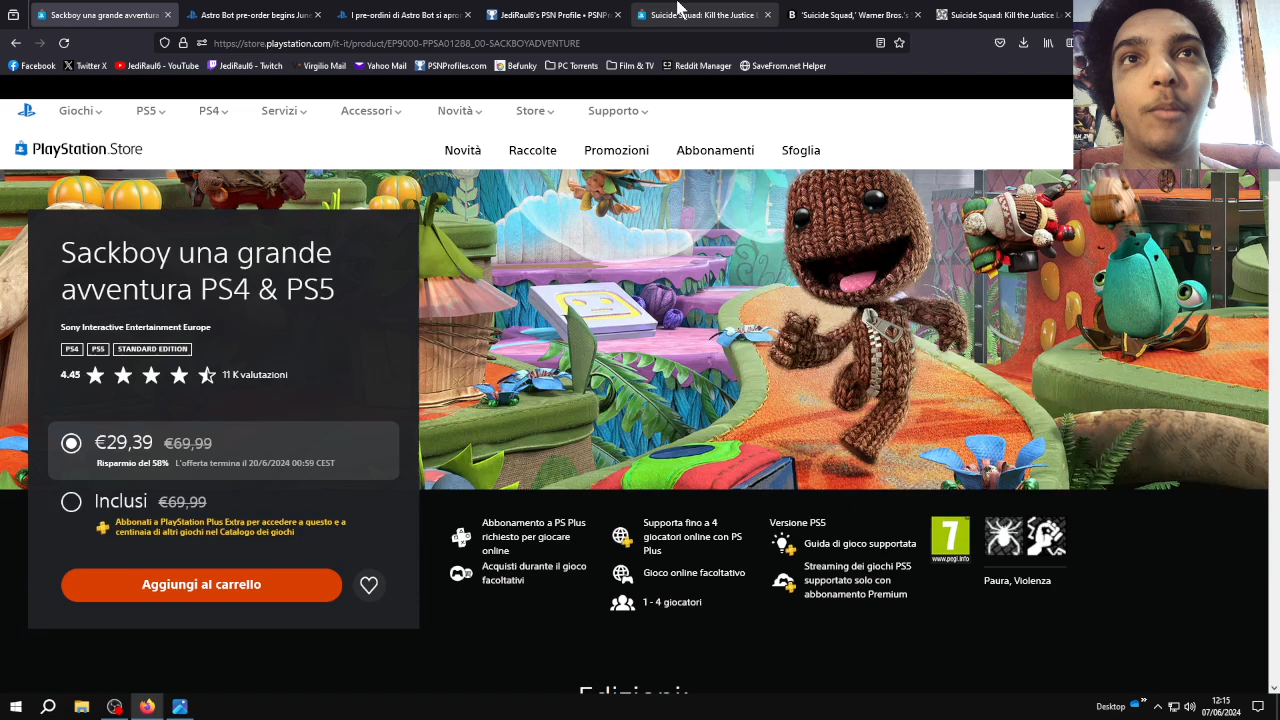 Sackboy una grande avventura
Astro Bot pre-order begins June
I pre-ordini di Astro Bot si apro
JediRaul6's PSN Profile • PSNPr
Suicide Squad: Kill the Justice L
'Suicide Squad,' Warner Bros.'s
Suicide Squad: Kill the Justice Le
https://store.playstation.com/it-it/product/EP9000-PPSA01288_00-SACKBOYADVENTURE
Facebook
Twitter X
JediRaul6 - YouTube
JediRaul6 - Twitch
Virgilio Mail
Yahoo Mail
PSNProfiles.com
Befunky
PC Torrents
Film & TV
Reddit Manager
SaveFrom.net Helper
Giochi
PS5
PS4
Servizi
Accessori
Novità
Store
Supporto
PlayStation.Store
Novità
Raccolte
Promozioni
Abbonamenti
Sfoglia
Sackboy una grande
avventura PS4 & PS5
Sony Interactive Entertainment Europe
PS4 PS5 STANDARD EDITION
4.45 11 K valutazioni
€29,39 €69,99
Risparmio del 58% L'offerta termina il 20/6/2024 00:59 CEST
Inclusi €69,99
Abbonati a PlayStation Plus Extra per accedere a questo e a
centinaia di altri giochi nel Catalogo dei giochi
Aggiungi al carrello
Abbonamento a PS Plus
richiesto per giocare
online
Acquisti durante il gioco
facoltativi
Supporta fino a 4
giocatori online con PS
Plus
Gioco online facoltativo
1 - 4 giocatori
Versione PS5
Guida di gioco supportata
Streaming dei giochi PS5
supportato solo con
abbonamento Premium
7
www.pegi.info
Paura, Violenza
Desktop
12:15
07/06/2024